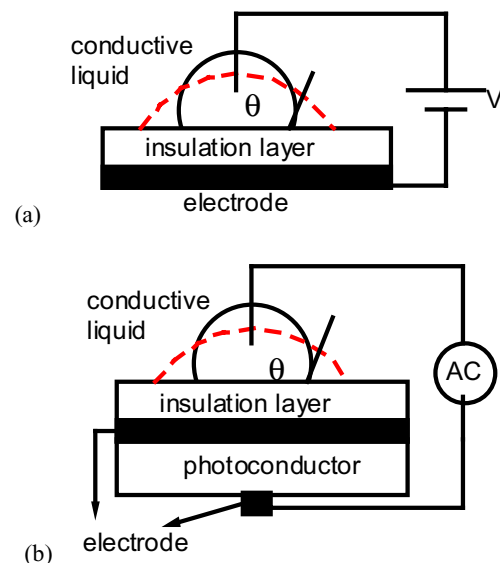 conductive
liquid
θ
V
insulation layer
electrode
(a)
conductive
liquid
θ
AC
insulation layer
photoconductor
electrode
(b)